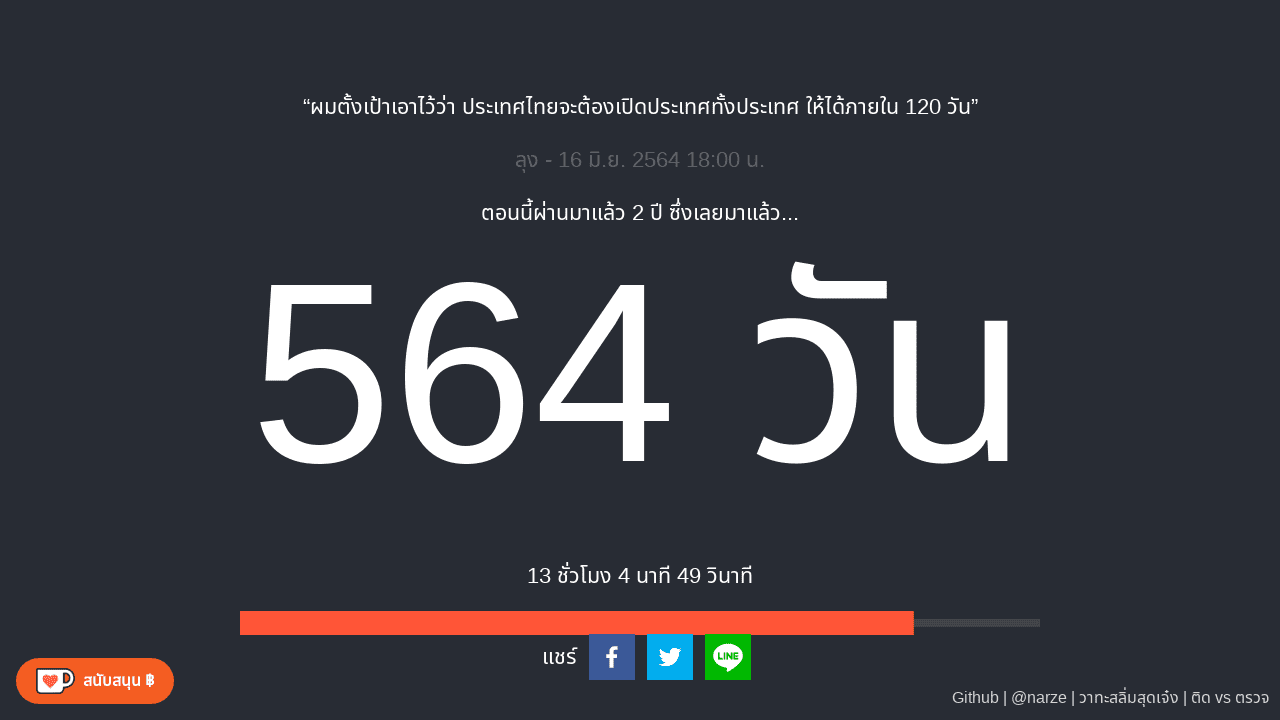 “ผมตั้งเป้าเอาไว้ว่า ประเทศไทยจะต้องเปิดประเทศทั้งประเทศ ให้ได้ภายใน 120 วัน”
ลุง - 16 มิ.ย. 2564 18:00 น.
ตอนนี้ผ่านมาแล้ว 2 ปี ซึ่งเลยมาแล้ว...
564 วัน
13 ชั่วโมง 4 นาที 49 วินาที
แชร์ LINE
สนับสนุน ฿
Github | @narze | วาทะสลิ่มสุดเจ๋ง | ติด vs ตรวจ